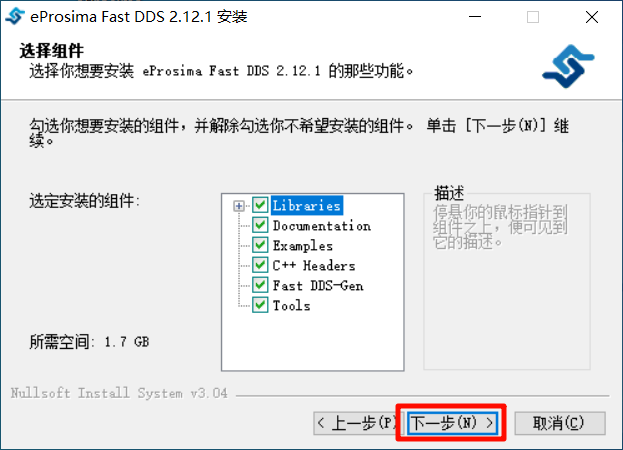 eProsima Fast DDS 2.12.1 安装
选择组件
选择你想要安装 eProsima Fast DDS 2.12.1 的那些功能。
勾选你想要安装的组件，并解除勾选你不希望安装的组件。 单击 [下一步(N)] 继
续。
选定安装的组件:
Libraries
Documentation
Examples
C++ Headers
Fast DDS-Gen
Tools
描述
停悬你的鼠标指针到
组件之上，便可见到
它的描述。
所需空间: 1.7 GB
Nullsoft Install System v3.04
< 上一步(P)
下一步(N) >
取消(C)